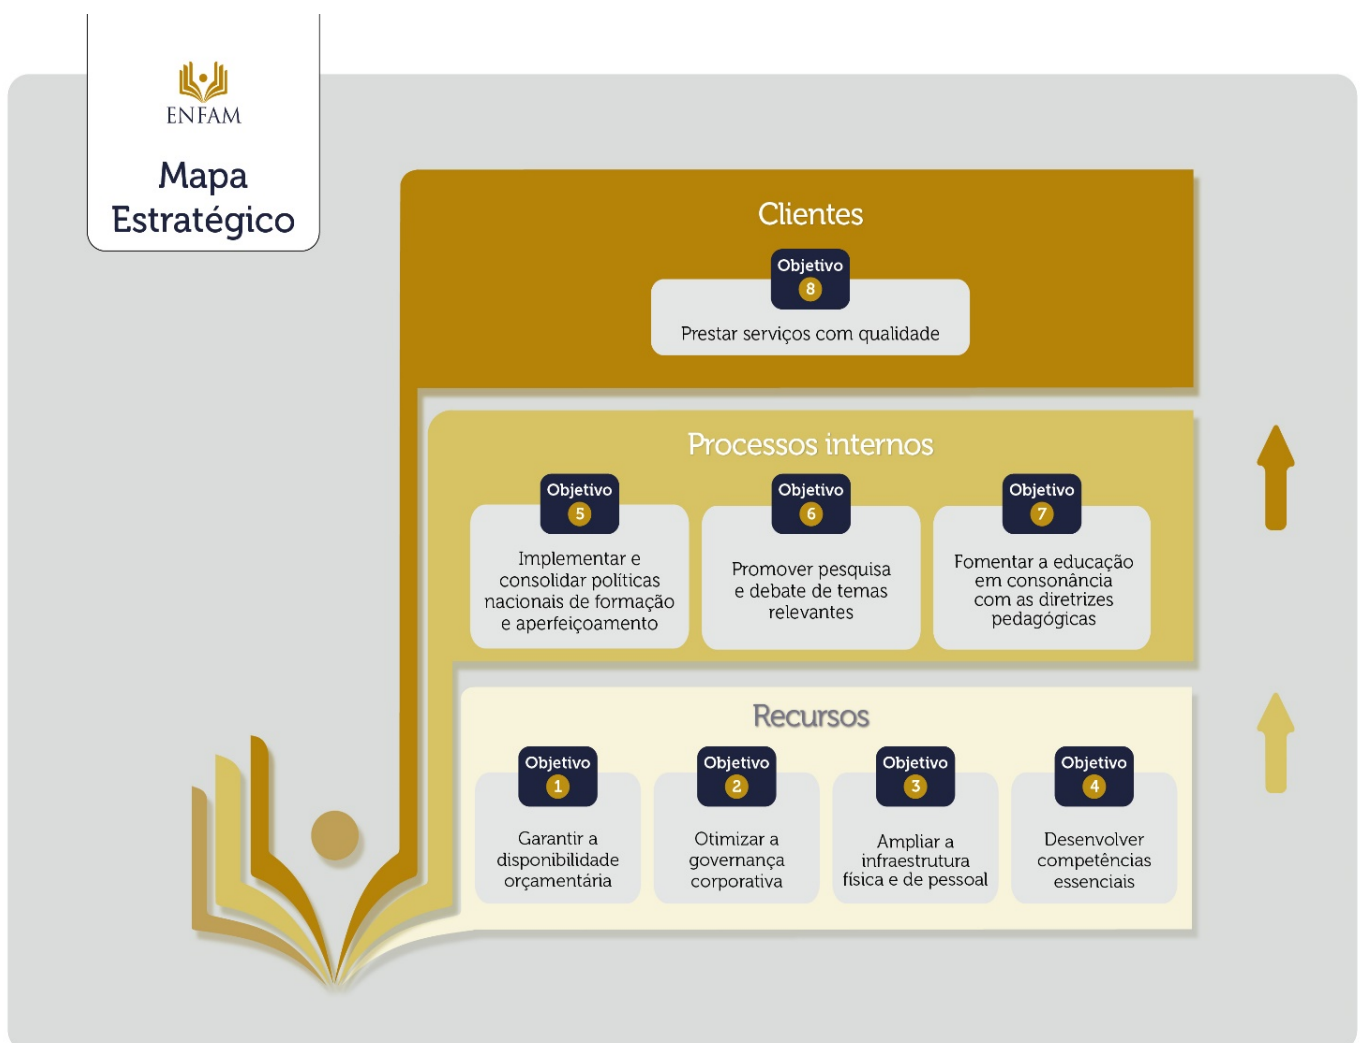 ENFAM
Mapa
Estratégico
Clientes
Objetivo
8
Prestar serviços com qualidade
Processos internos
Objetivo
5
Implementar e
consolidar políticas
nacionais de formação
e aperfeiçoamento
Objetivo
6
Promover pesquisa
e debate de temas
relevantes
Objetivo
7
Fomentar a educação
em consonância
com as diretrizes
pedagógicas
Recursos
Objetivo
1
Garantir a
disponibilidade
orçamentária
Objetivo
2
Otimizar a
governança
corporativa
Objetivo
3
Ampliar a
infraestrutura
física e de pessoal
Objetivo
4
Desenvolver
competências
essenciais